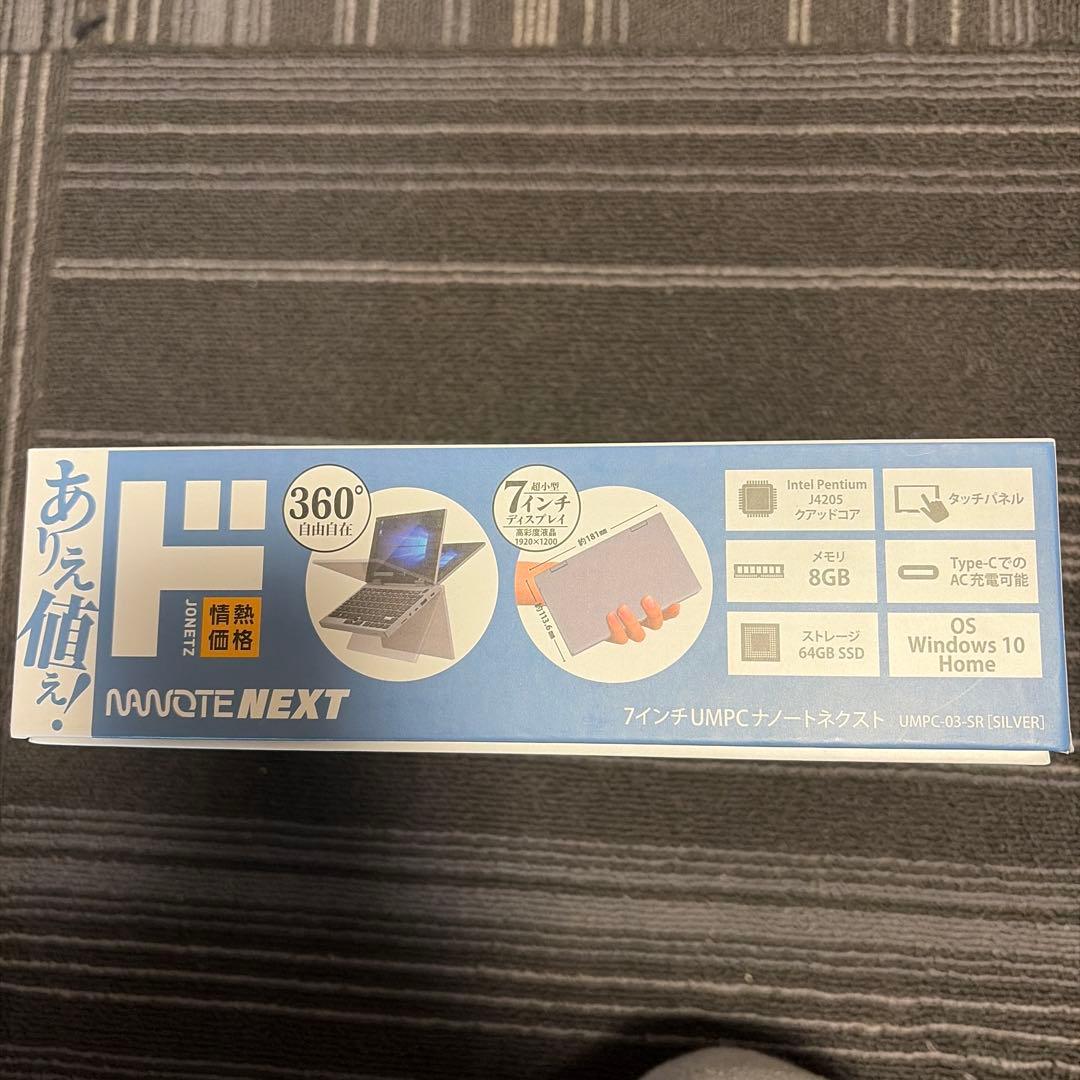 ありえ値ぇ!
ド
JONETZ
情熱
価格
NANOTE NEXT
360°
自由自在
超小型
7インチ
ディスプレイ
高彩度液晶
1920×1200
約181mm
約113.6mm
Intel Pentium
J4205
クアッドコア
タッチパネル
メモリ
8GB
Type-Cでの
AC充電可能
ストレージ
64GB SSD
OS
Windows 10
Home
7インチUMPC ナノートネクスト UMPC-03-SR [SILVER]